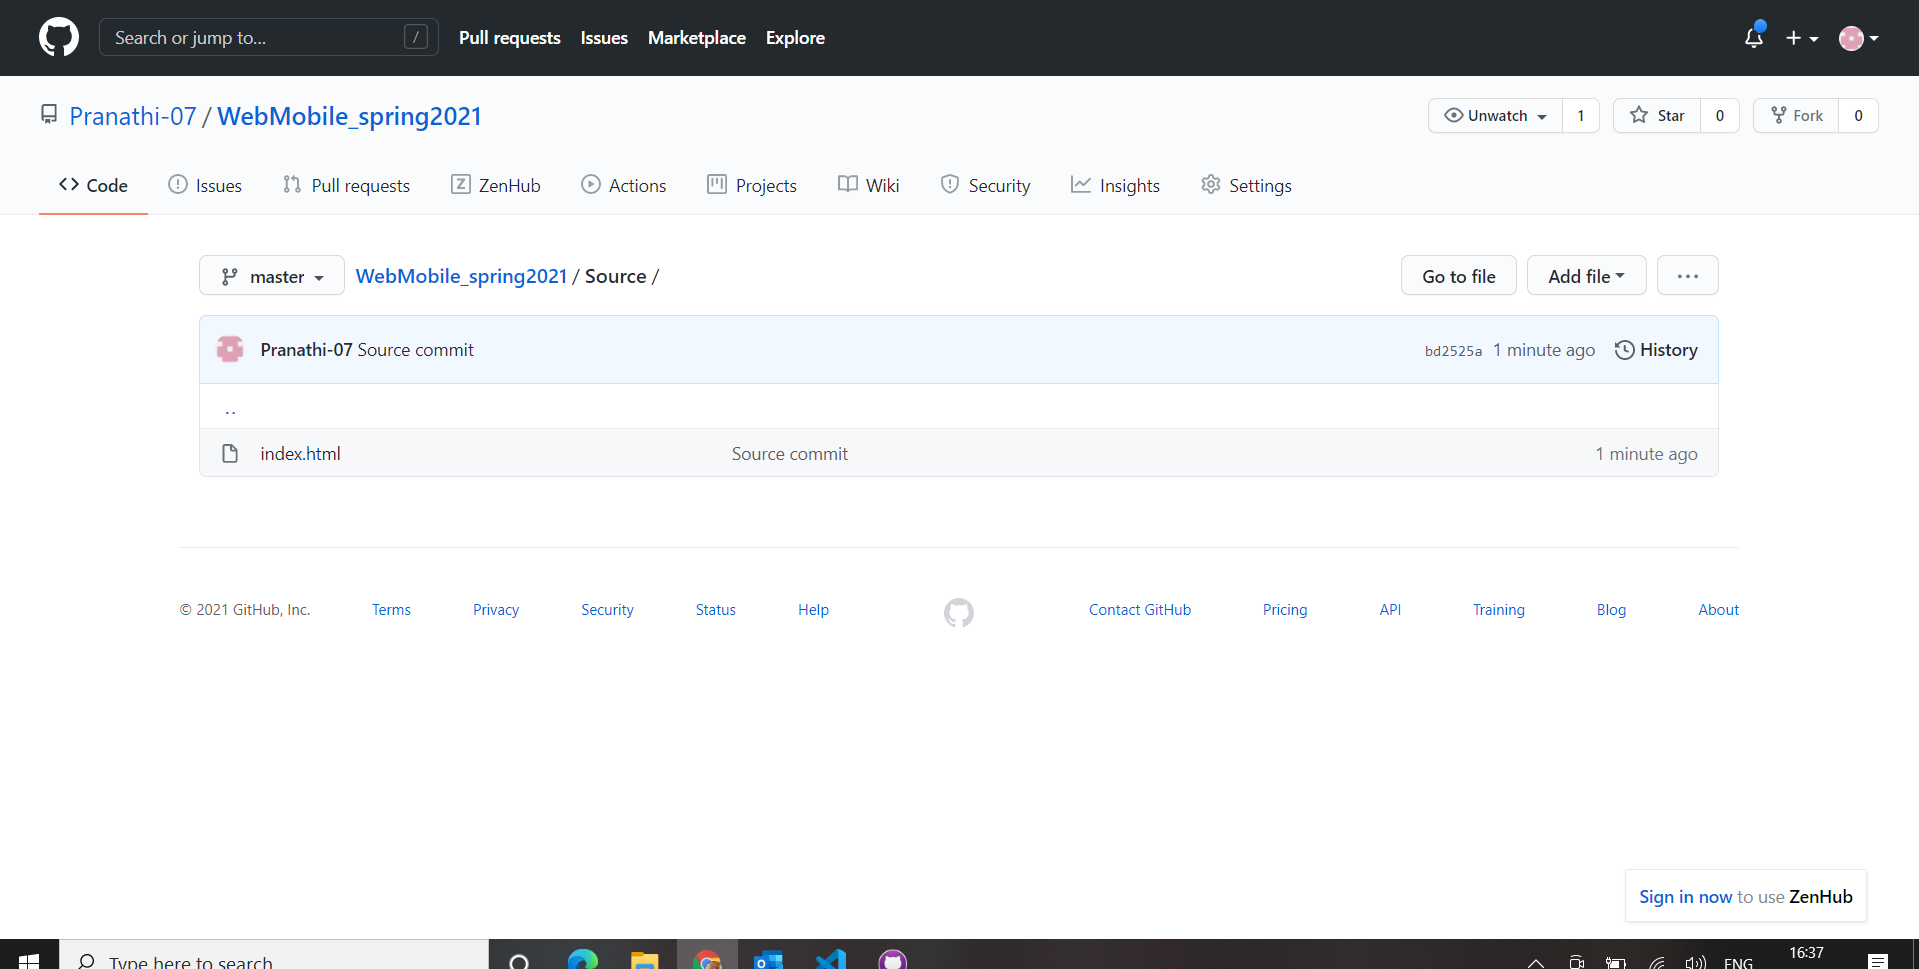 Search or jump to... / Pull requests Issues Marketplace Explore
Pranathi-07 / WebMobile_spring2021 Unwatch 1 Star 0 Fork 0
Code Issues Pull requests ZenHub Actions Projects Wiki Security Insights Settings
master WebMobile_spring2021 / Source / Go to file Add file ...
Pranathi-07 Source commit bd2525a 1 minute ago History
..
index.html Source commit 1 minute ago
© 2021 GitHub, Inc. Terms Privacy Security Status Help Contact GitHub Pricing API Training Blog About
Sign in now to use ZenHub
Type here to search ENG 16:37